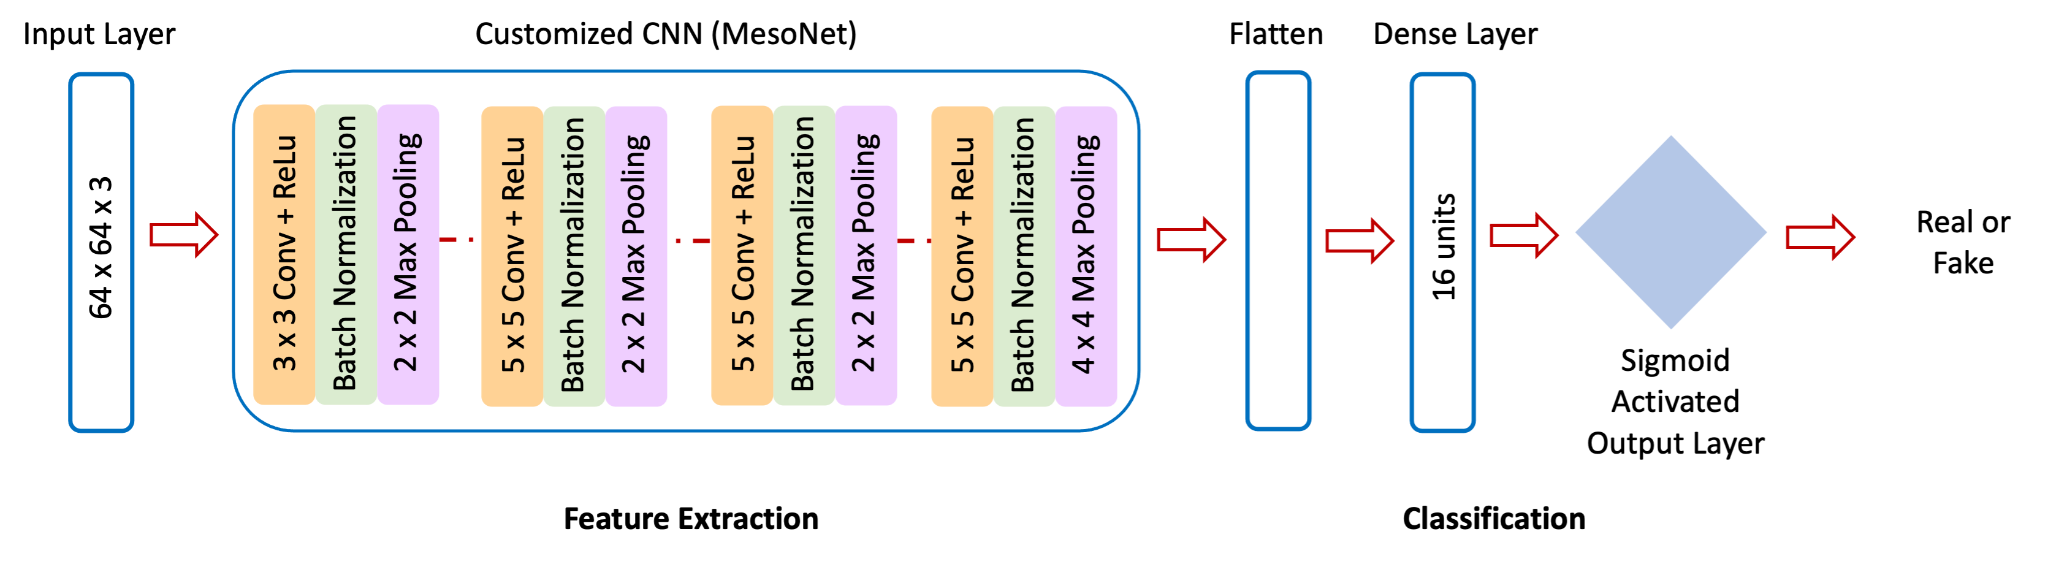 Input Layer
Customized CNN (MesoNet)
Flatten
Dense Layer
64 x 64 x 3
3 x 3 Conv + ReLu
Batch Normalization
2 x 2 Max Pooling
5 x 5 Conv + ReLu
Batch Normalization
2 x 2 Max Pooling
5 x 5 Conv + ReLu
Batch Normalization
2 x 2 Max Pooling
5 x 5 Conv + ReLu
Batch Normalization
4 x 4 Max Pooling
16 units
Sigmoid
Activated
Output Layer
Real or
Fake
Feature Extraction
Classification